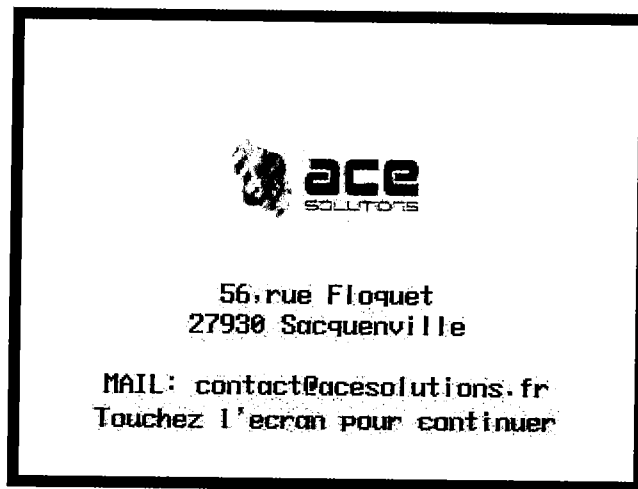 ace
SOLUTIONS
56,rue Floquet
27930 Sacquenville
MAIL: contact@acesolutions.fr
Touchez l'ecran pour continuer